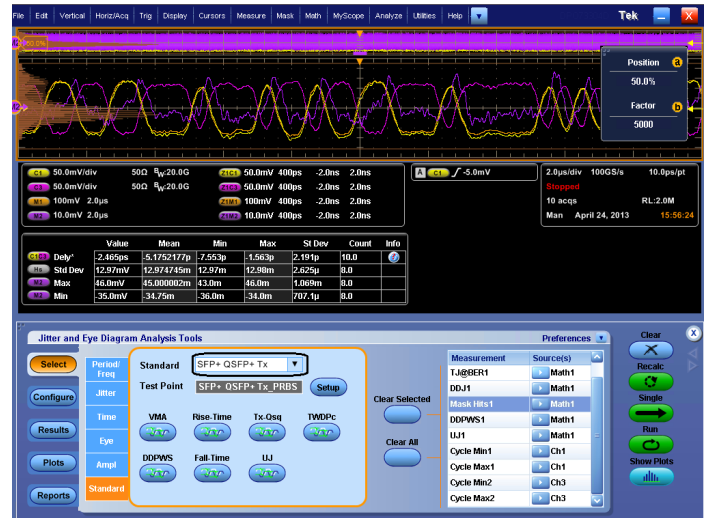 File Edit Vertical Horiz/Acq Trig Display Cursors Measure Mask Math MyScope Analyze Utilities Help Tek X
50.0%
Position a
50.0%
Factor b
5000
C1 50.0mV/div 50Ω BW:20.0G
C3 50.0mV/div 50Ω BW:20.0G
M1 100mV 2.0µs
M2 10.0mV 2.0µs
Z1C1 50.0mV 400ps -2.0ns 2.0ns
Z1C3 50.0mV 400ps -2.0ns 2.0ns
Z1M1 100mV 400ps -2.0ns 2.0ns
Z1M2 10.0mV 400ps -2.0ns 2.0ns
A C1 -5.0mV
2.0µs/div 100GS/s 10.0ps/pt
Stopped
10 acqs RL:2.0M
Man April 24, 2013 15:56:24
Value Mean Min Max St Dev Count Info
C1 C3 Dely* -2.465ps -5.1752177p -7.553p -1.563p 2.191p 10.0
Hs Std Dev 12.97mV 12.974745m 12.97m 12.98m 2.625µ 8.0
M2 Max 46.0mV 45.000002m 43.0m 46.0m 1.069m 8.0
M2 Min -35.0mV -34.75m -36.0m -34.0m 707.1µ 8.0
Jitter and Eye Diagram Analysis Tools
Preferences
Select
Configure
Results
Plots
Reports
Period/
Freq
Jitter
Time
Eye
Ampl
Standard
Standard SFP+ QSFP+ Tx
Test Point SFP+ QSFP+ Tx_PRBS Setup
VMA Rise-Time Tx-Qsq TWDPc
DDPWS Fall-Time UJ
Clear Selected
Clear All
Measurement Source(s)
TJ@BER1 Math1
DDJ1 Math1
Mask Hits1 Math1
DDPWS1 Math1
UJ1 Math1
Cycle Min1 Ch1
Cycle Max1 Ch1
Cycle Min2 Ch3
Cycle Max2 Ch3
Clear X
Recalc
Single
Run
Show Plots